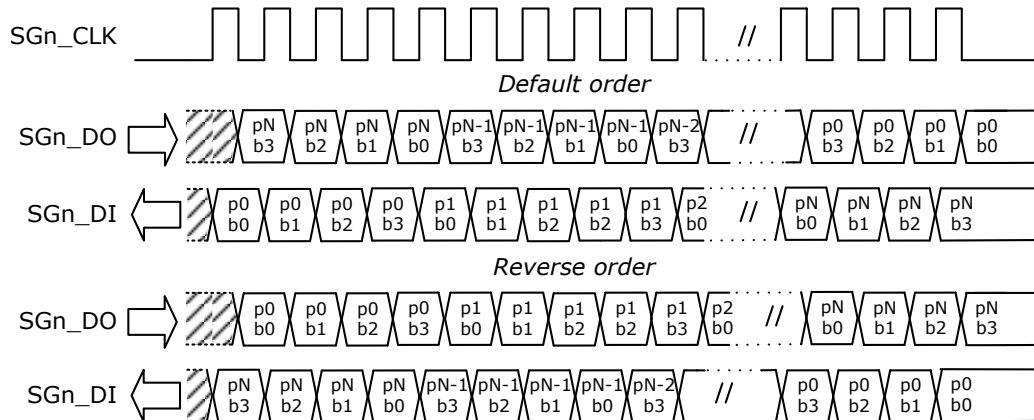 SGn_CLK //
Default order
SGn_DO pN pN pN pN pN-1 pN-1 pN-1 pN-1 pN-2 // p0 p0 p0 p0
b3 b2 b1 b0 b3 b2 b1 b0 b3 b3 b2 b1 b0
SGn_DI p0 p0 p0 p0 p1 p1 p1 p1 p1 p2 // pN pN pN pN
b0 b1 b2 b3 b0 b1 b2 b2 b3 b0 b0 b1 b2 b3
Reverse order
SGn_DO p0 p0 p0 p0 p1 p1 p1 p1 p1 p2 // pN pN pN pN
b0 b1 b2 b3 b0 b1 b2 b2 b3 b0 b0 b1 b2 b3
SGn_DI pN pN pN pN pN-1 pN-1 pN-1 pN-1 pN-2 // p0 p0 p0 p0
b3 b2 b1 b0 b3 b2 b1 b0 b3 b3 b2 b1 b0